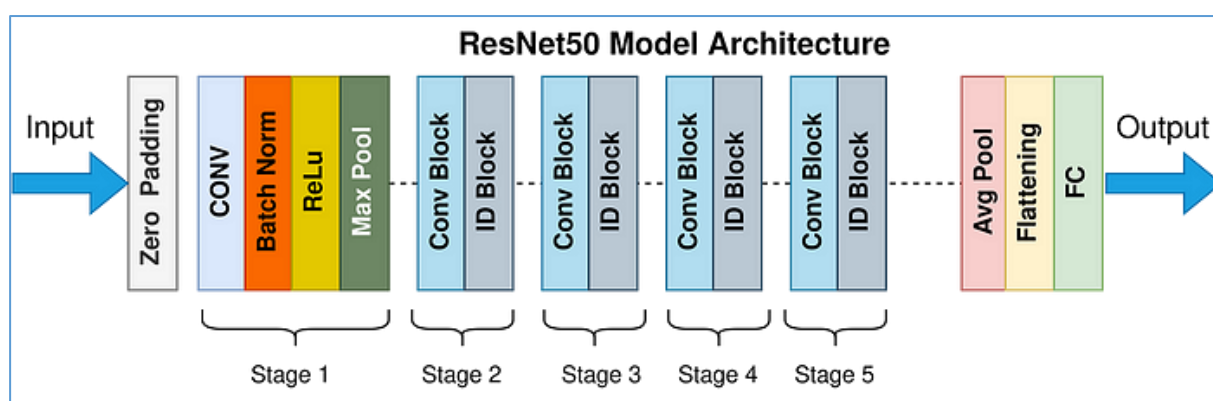 ResNet50 Model Architecture
Input
Zero Padding
CONV
Batch Norm
ReLu
Max Pool
Conv Block
ID Block
Conv Block
ID Block
Conv Block
ID Block
Conv Block
ID Block
Avg Pool
Flattening
FC
Output
Stage 1
Stage 2
Stage 3
Stage 4
Stage 5